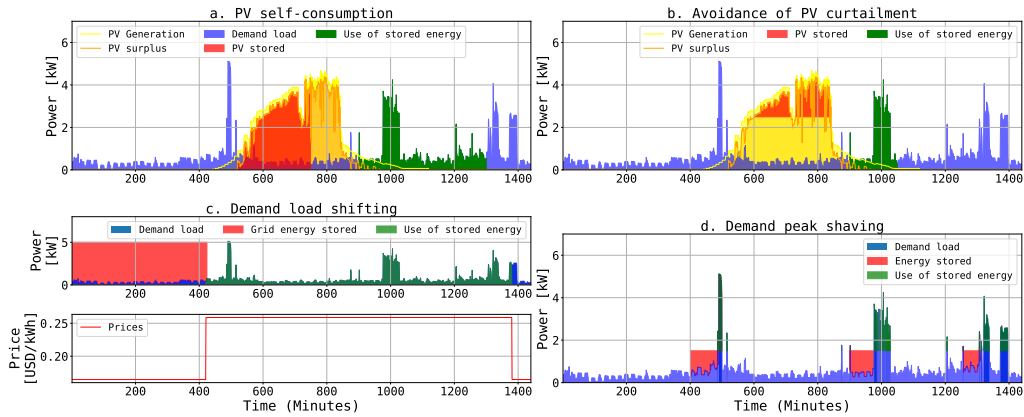 a. PV self-consumption
PV Generation
PV surplus
Demand load
PV stored
Use of stored energy
Power [kW]
0
2
4
6
200 400 600 800 1000 1200 1400
b. Avoidance of PV curtailment
PV Generation
PV surplus
PV stored
Use of stored energy
Power [kW]
0
2
4
6
200 400 600 800 1000 1200 1400
c. Demand load shifting
Demand load
Grid energy stored
Use of stored energy
Power
[kW]
0
5
200 400 600 800 1000 1200 1400
Prices
Price
[USD/kWh]
0.25
0.20
200 400 600 800 1000 1200 1400
Time (Minutes)
d. Demand peak shaving
Demand load
Energy stored
Use of stored energy
Power [kW]
0
2
4
6
200 400 600 800 1000 1200 1400
Time (Minutes)